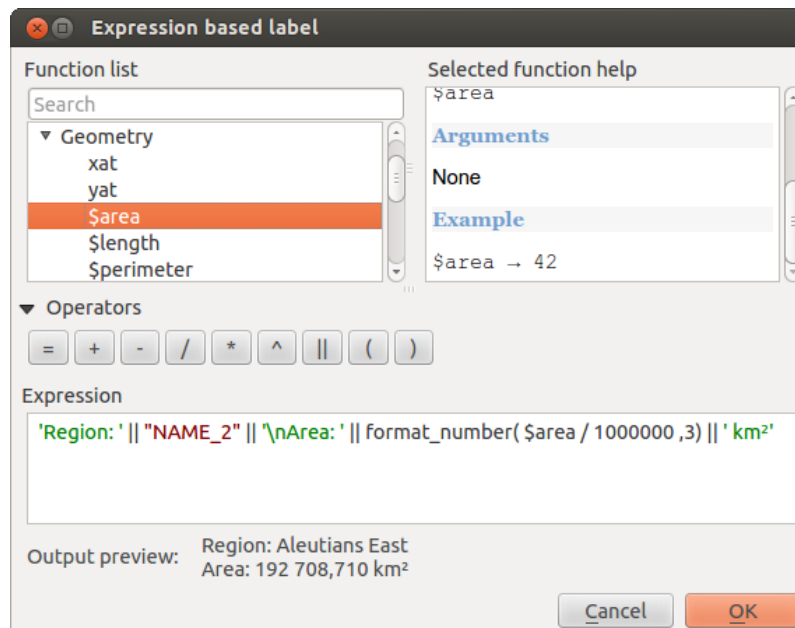 Expression based label
Function list
Search
Geometry
xat
yat
$area
$length
$perimeter
Selected function help
$area
Arguments
None
Example
$area → 42
Operators
= + - / * ^ || ( )
Expression
'Region: ' || "NAME_2" || '\nArea: ' || format_number( $area / 1000000 ,3) || ' km²'
Output preview:
Region: Aleutians East
Area: 192 708,710 km²
Cancel OK